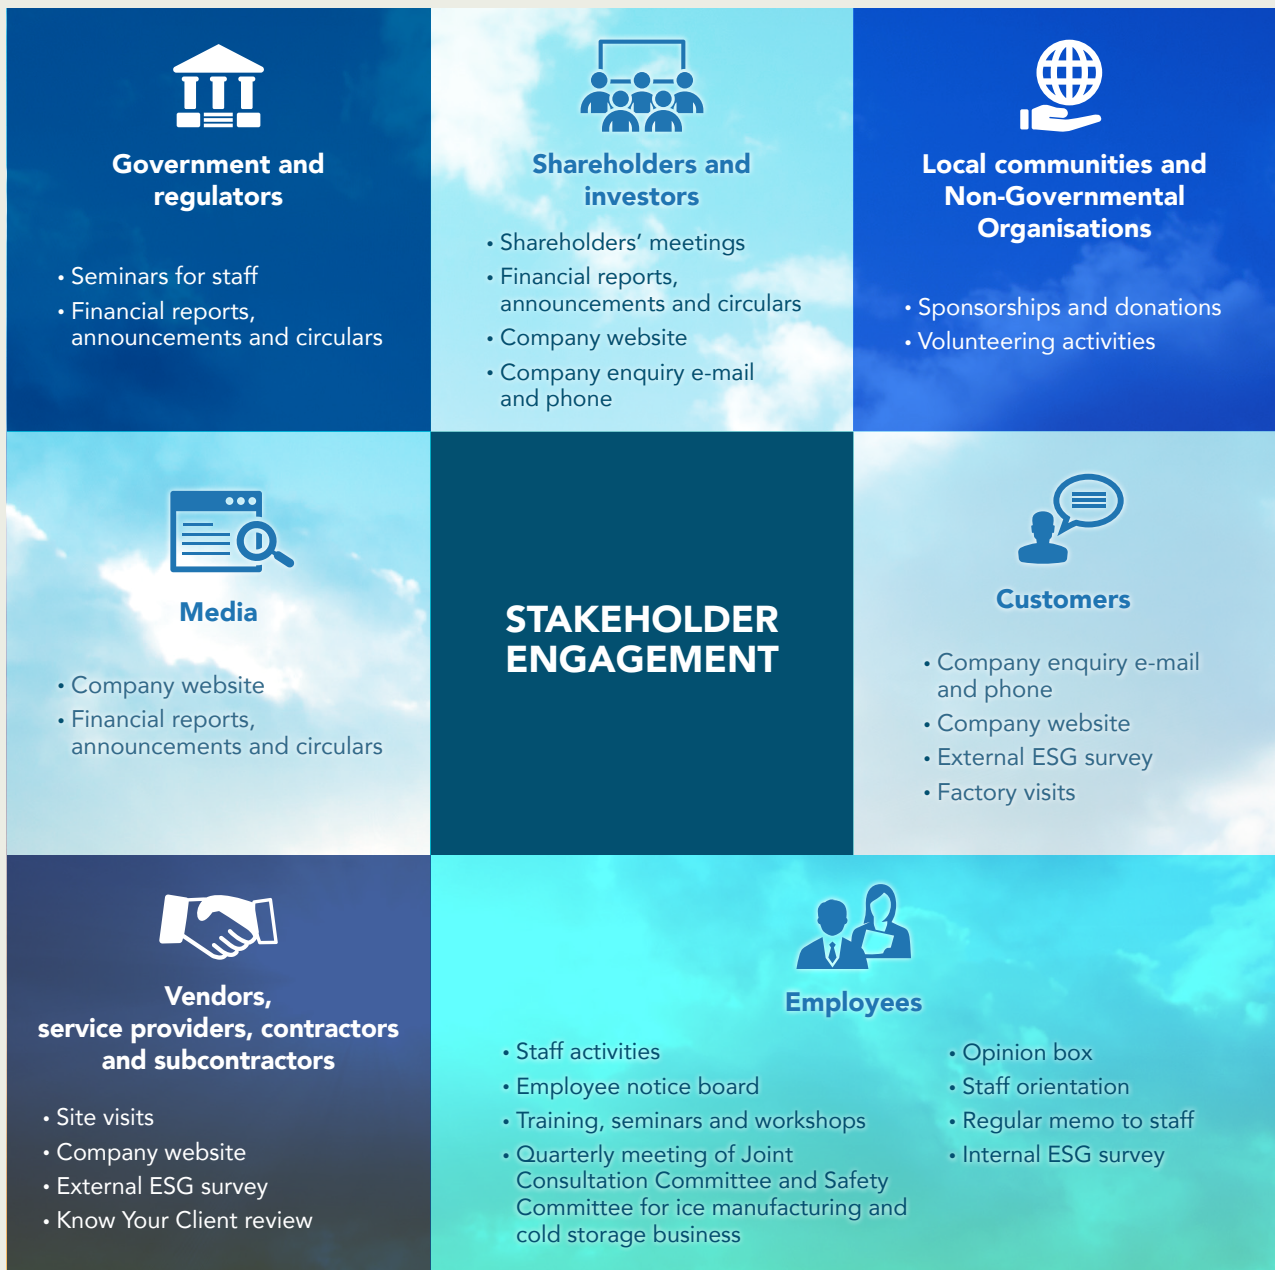 Government and
regulators
• Seminars for staff
• Financial reports,
announcements and circulars
Shareholders and
investors
• Shareholders’ meetings
• Financial reports,
announcements and circulars
• Company website
• Company enquiry e-mail
and phone
Local communities and
Non-Governmental
Organisations
• Sponsorships and donations
• Volunteering activities
Media
• Company website
• Financial reports,
announcements and circulars
STAKEHOLDER
ENGAGEMENT
Customers
• Company enquiry e-mail
and phone
• Company website
• External ESG survey
• Factory visits
Vendors,
service providers, contractors
and subcontractors
• Site visits
• Company website
• External ESG survey
• Know Your Client review
Employees
• Staff activities
• Employee notice board
• Training, seminars and workshops
• Quarterly meeting of Joint
Consultation Committee and Safety
Committee for ice manufacturing and
cold storage business
• Opinion box
• Staff orientation
• Regular memo to staff
• Internal ESG survey